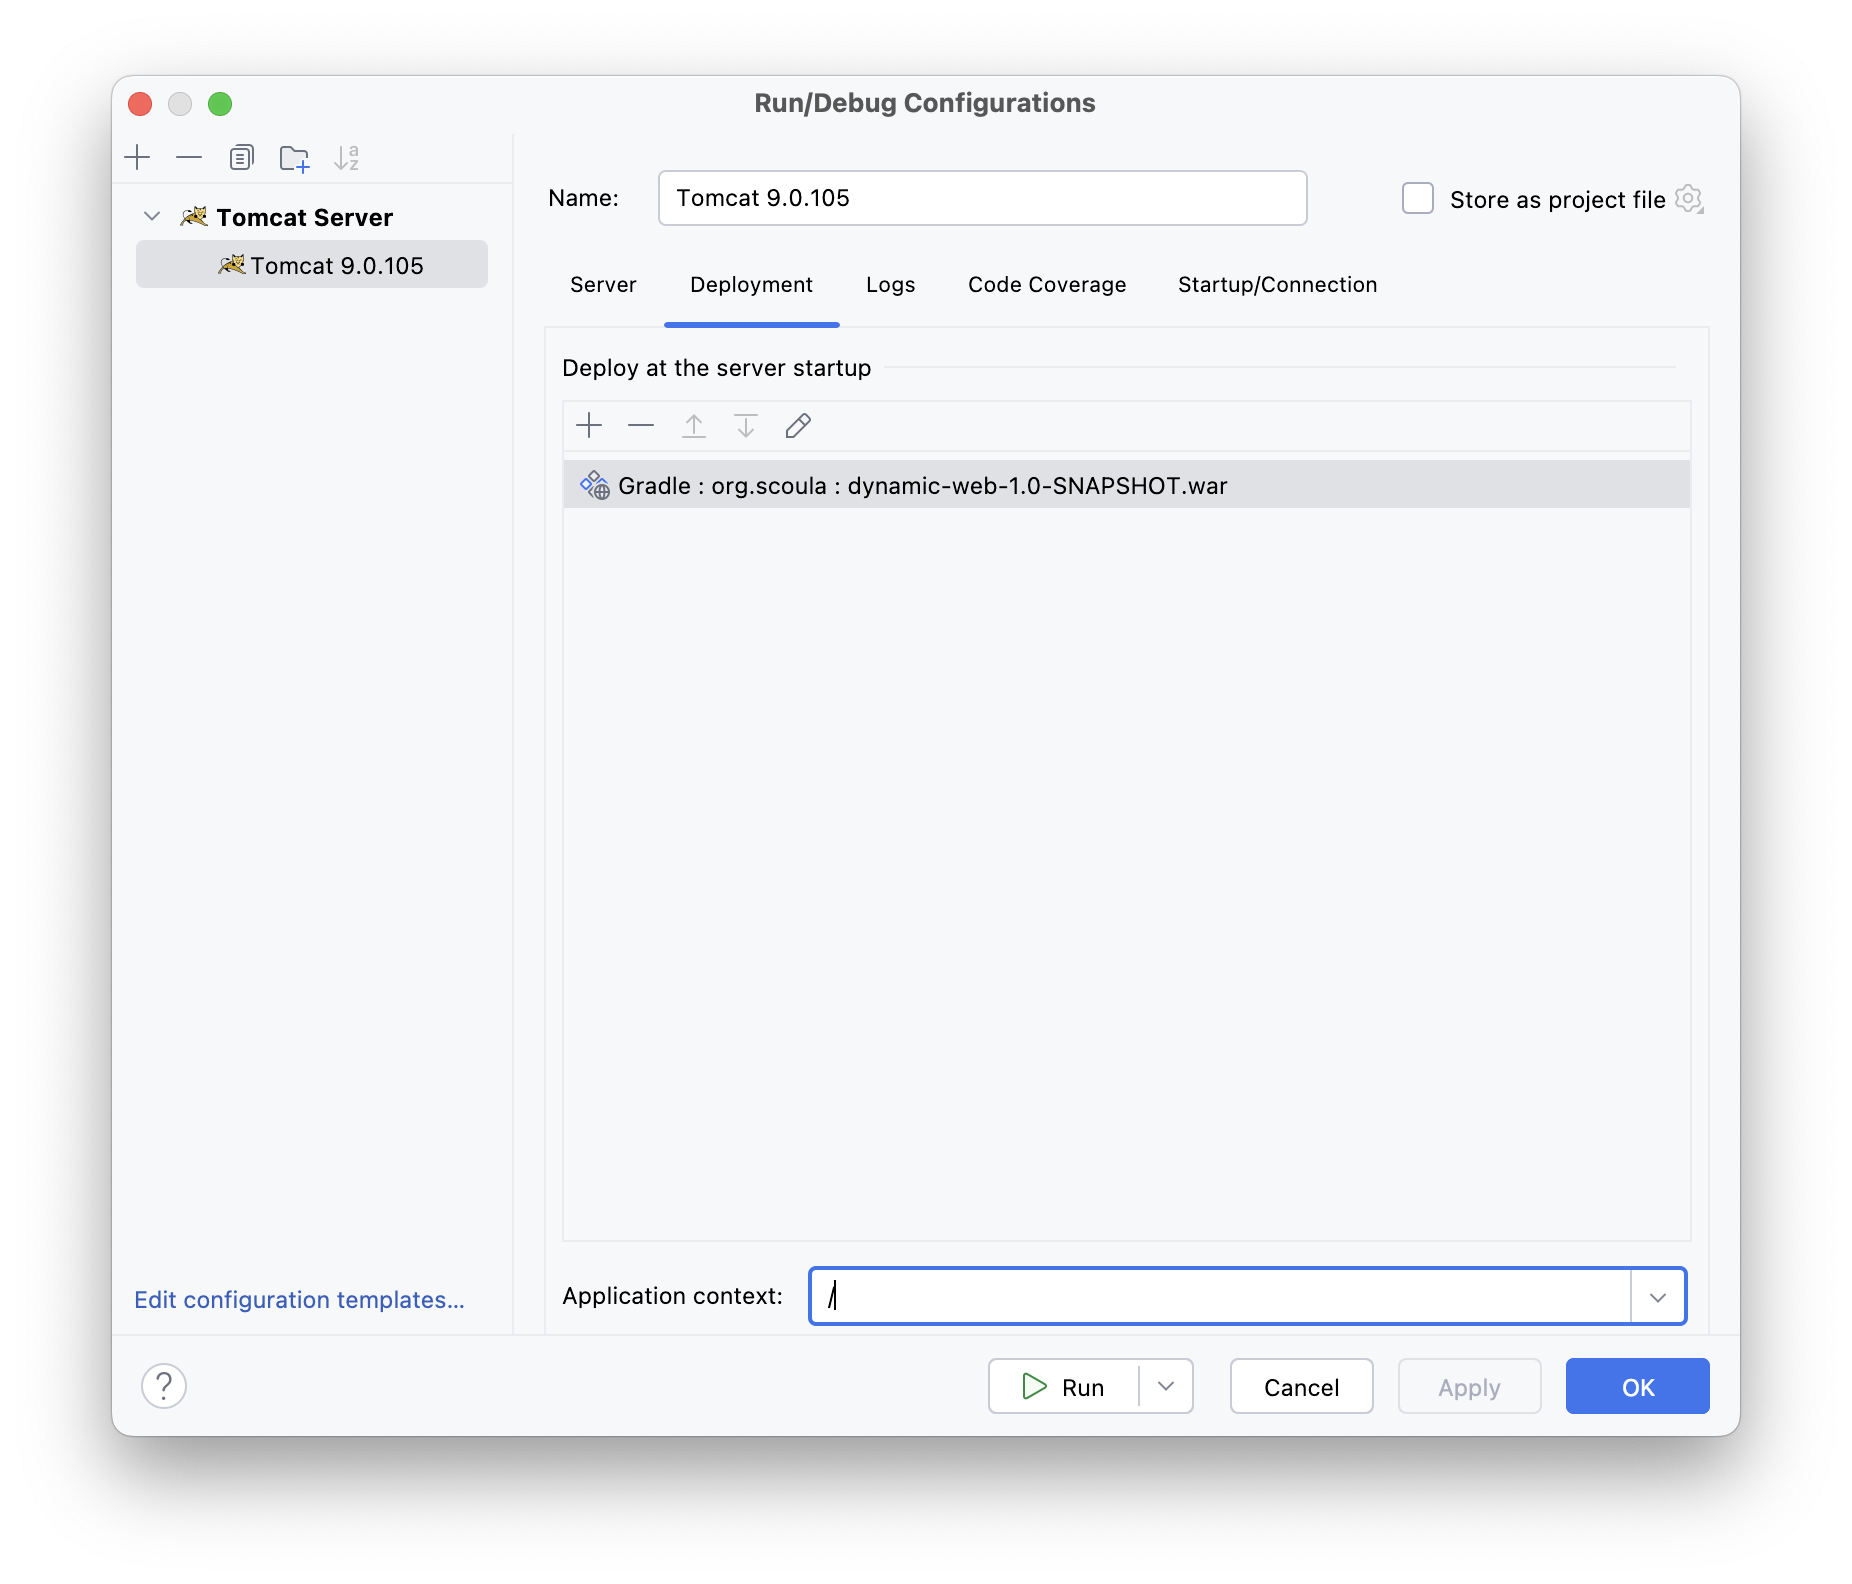 Run/Debug Configurations
Tomcat Server
Tomcat 9.0.105
Edit configuration templates...
Name:
Tomcat 9.0.105
Store as project file
Server
Deployment
Logs
Code Coverage
Startup/Connection
Deploy at the server startup
Gradle : org.scoula : dynamic-web-1.0-SNAPSHOT.war
Application context:
/
?
Run
Cancel
Apply
OK